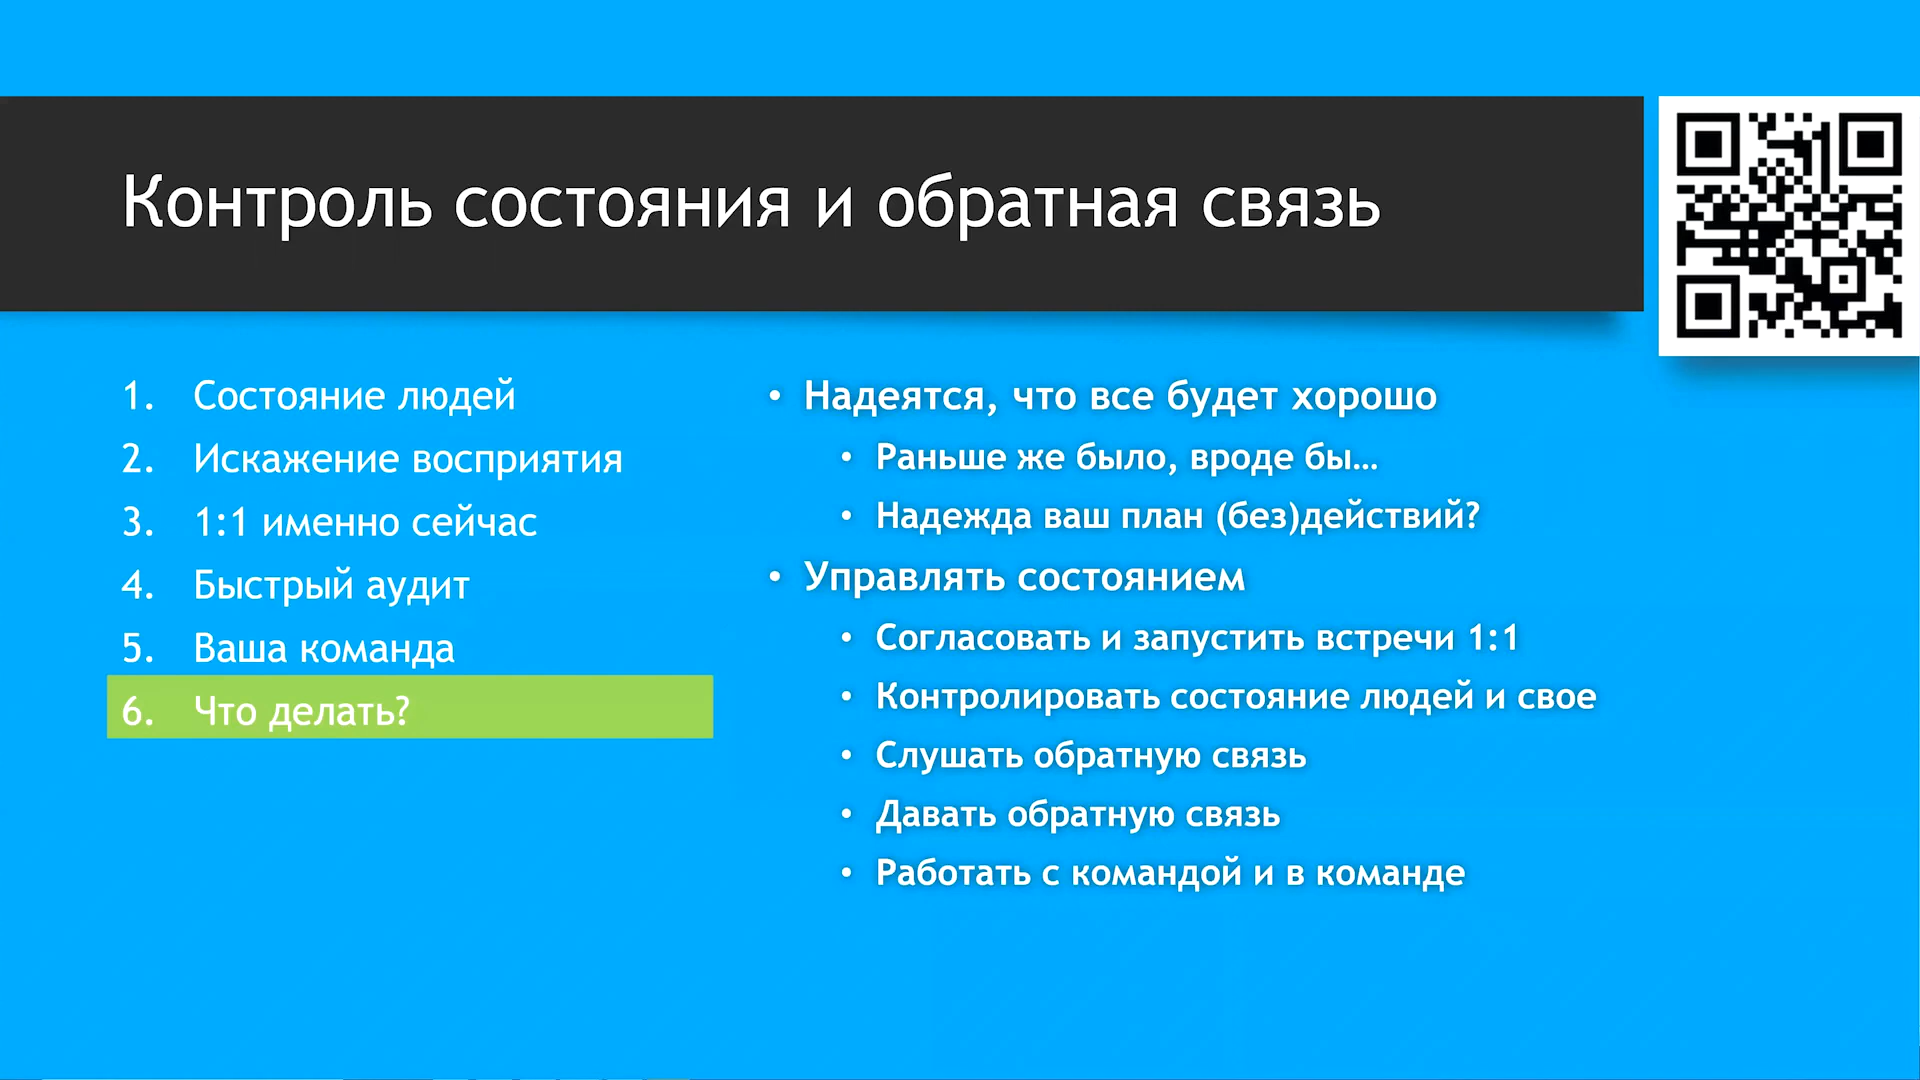 Контроль состояния и обратная связь
1. Состояние людей
2. Искажение восприятия
3. 1:1 именно сейчас
4. Быстрый аудит
5. Ваша команда
6. Что делать?
• Надеятся, что все будет хорошо
• Раньше же было, вроде бы…
• Надежда ваш план (без)действий?
• Управлять состоянием
• Согласовать и запустить встречи 1:1
• Контролировать состояние людей и свое
• Слушать обратную связь
• Давать обратную связь
• Работать с командой и в команде